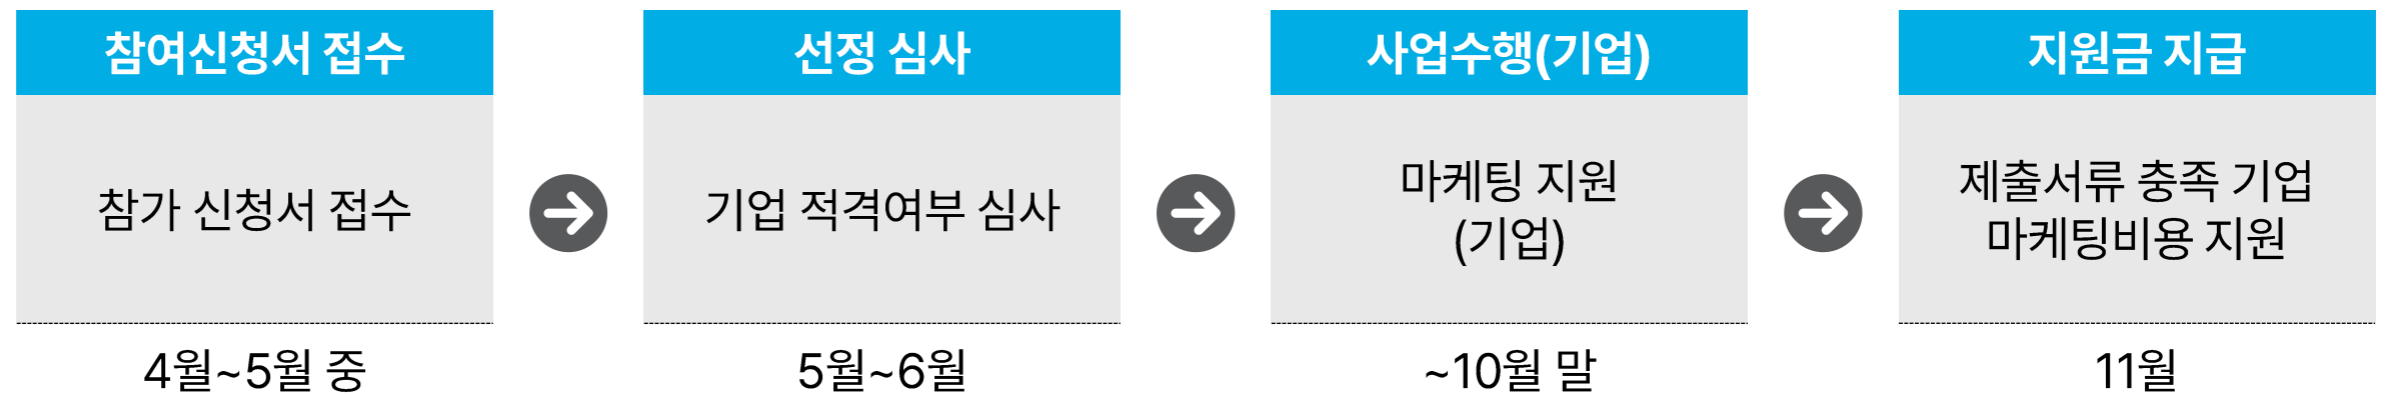 참여신청서 접수
참가 신청서 접수
4월~5월 중
선정 심사
기업 적격여부 심사
5월~6월
사업수행(기업)
마케팅 지원
(기업)
~10월 말
지원금 지급
제출서류 충족 기업
마케팅비용 지원
11월